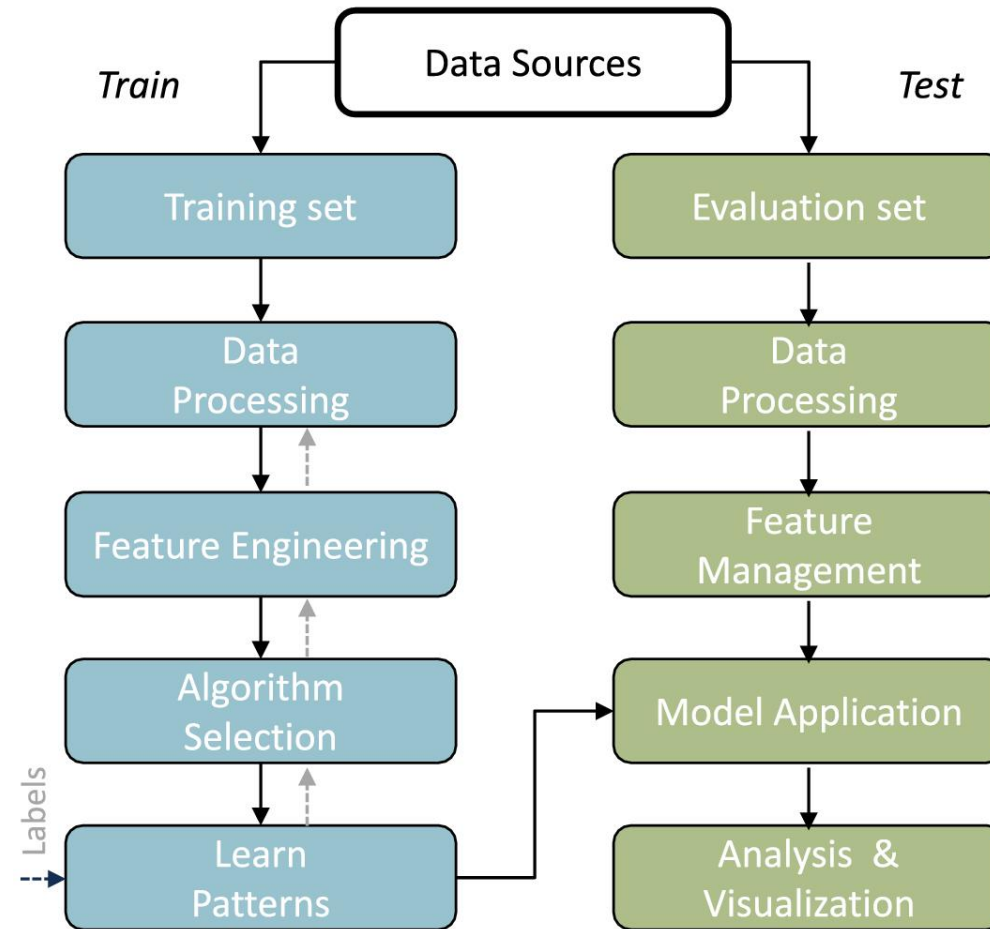 Data Sources
Train
Test
Training set
Evaluation set
Data
Processing
Data
Processing
Feature Engineering
Feature
Management
Algorithm
Selection
Model Application
Labels
Learn
Patterns
Analysis &
Visualization